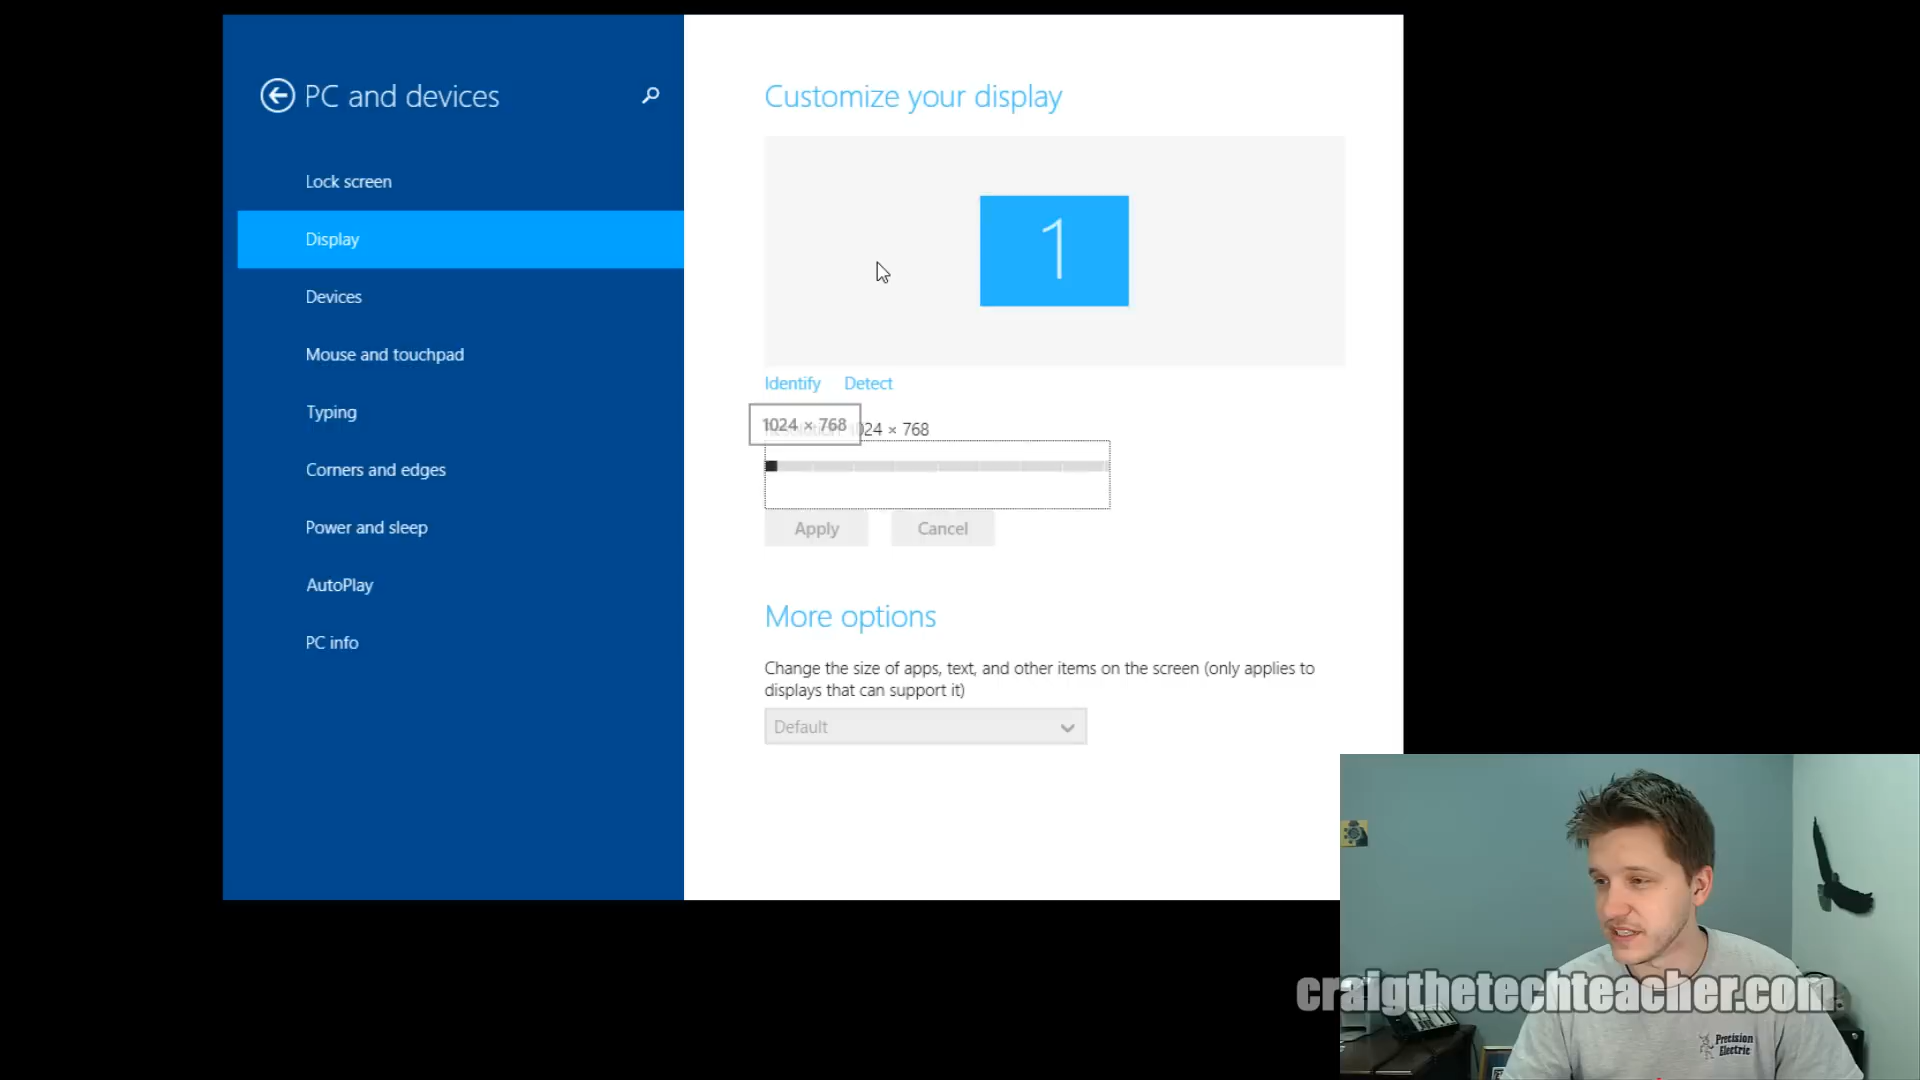 PC and devices
Lock screen
Display
Devices
Mouse and touchpad
Typing
Corners and edges
Power and sleep
AutoPlay
PC info
Customize your display
1
Identify Detect
1024 × 768
1024 × 768
Apply Cancel
More options
Change the size of apps, text, and other items on the screen (only applies to
displays that can support it)
Default
craigthetechteacher.com
Precision
Electric